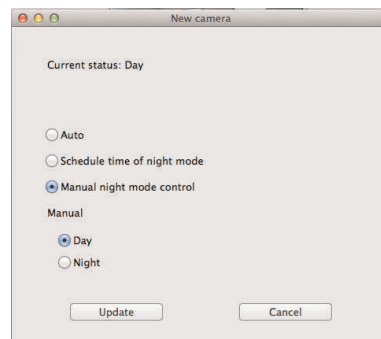 New camera
Current status: Day
Auto
Schedule time of night mode
Manual night mode control
Manual
Day
Night
Update Cancel